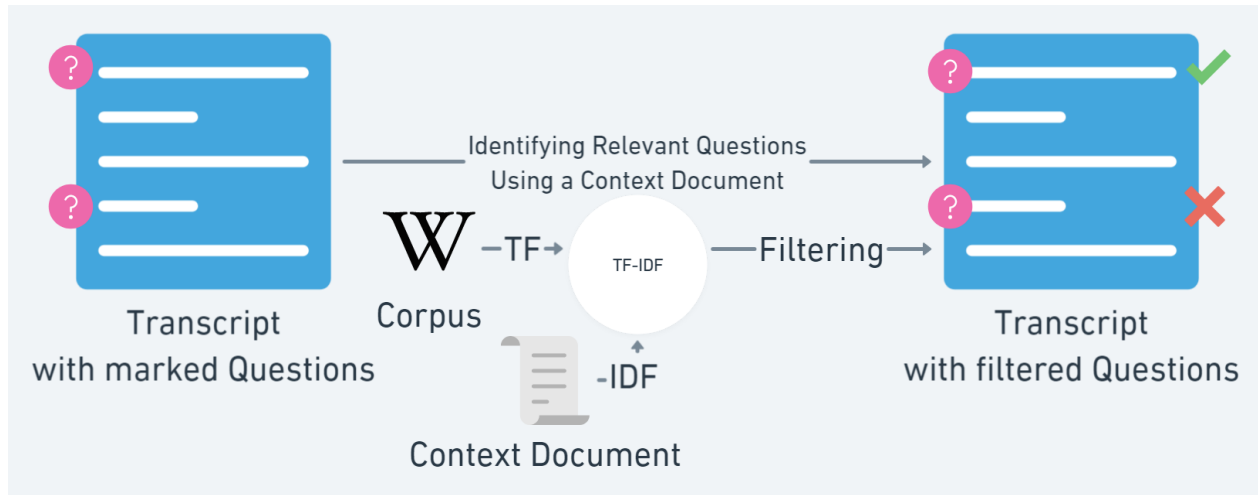 ?
?
Transcript
with marked Questions
Identifying Relevant Questions
Using a Context Document
W
Corpus
TF
TF-IDF
-IDF
Context Document
Filtering
?
?
Transcript
with filtered Questions